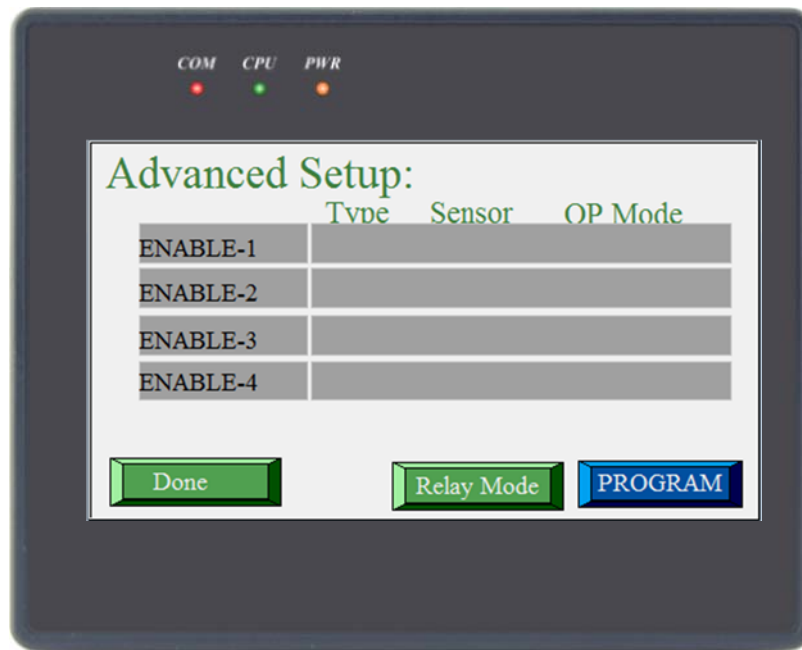 COM CPU PWR
Advanced Setup:
Type Sensor OP Mode
ENABLE-1
ENABLE-2
ENABLE-3
ENABLE-4
Done Relay Mode PROGRAM